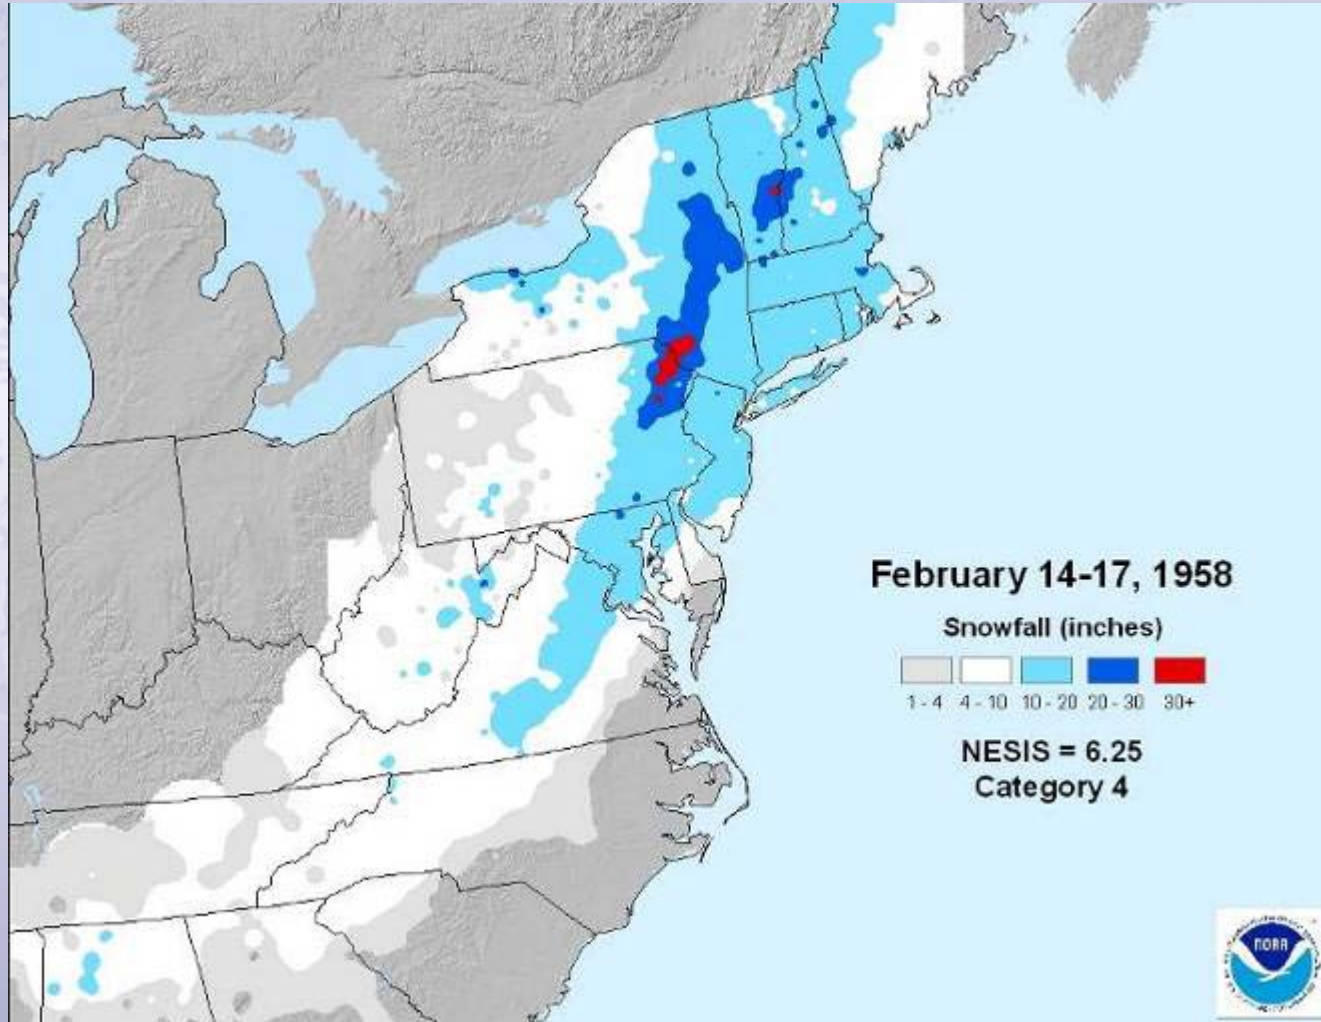 February 14-17, 1958
Snowfall (inches)
1 - 4 4 - 10 10 - 20 20 - 30 30+
NESIS = 6.25
Category 4
NOAA